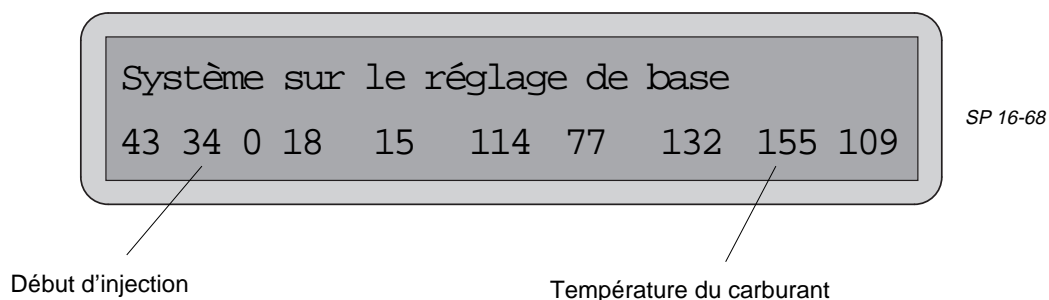 Système sur le réglage de base
43 34 0 18 15 114 77 132 155 109
SP 16-68
Début d’injection
Température du carburant